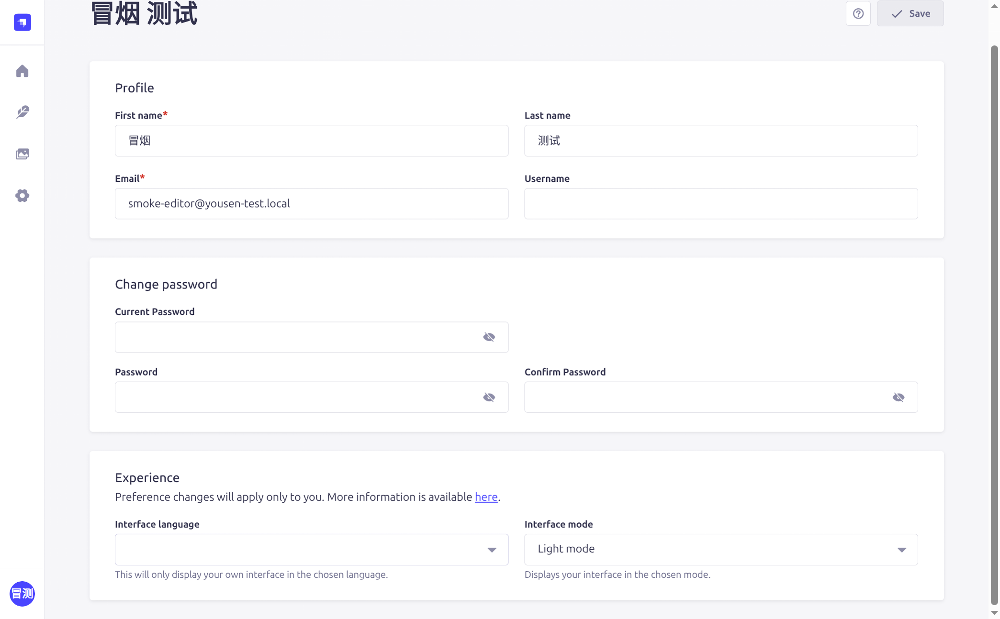 冒烟 测试
Save
Profile
First name*
Last name
冒烟
测试
Email*
Username
smoke-editor@yousen-test.local
Change password
Current Password
Password
Confirm Password
Experience
Preference changes will apply only to you. More information is available here.
Interface language
Interface mode
Light mode
This will only display your own interface in the chosen language.
Displays your interface in the chosen mode.
冒测